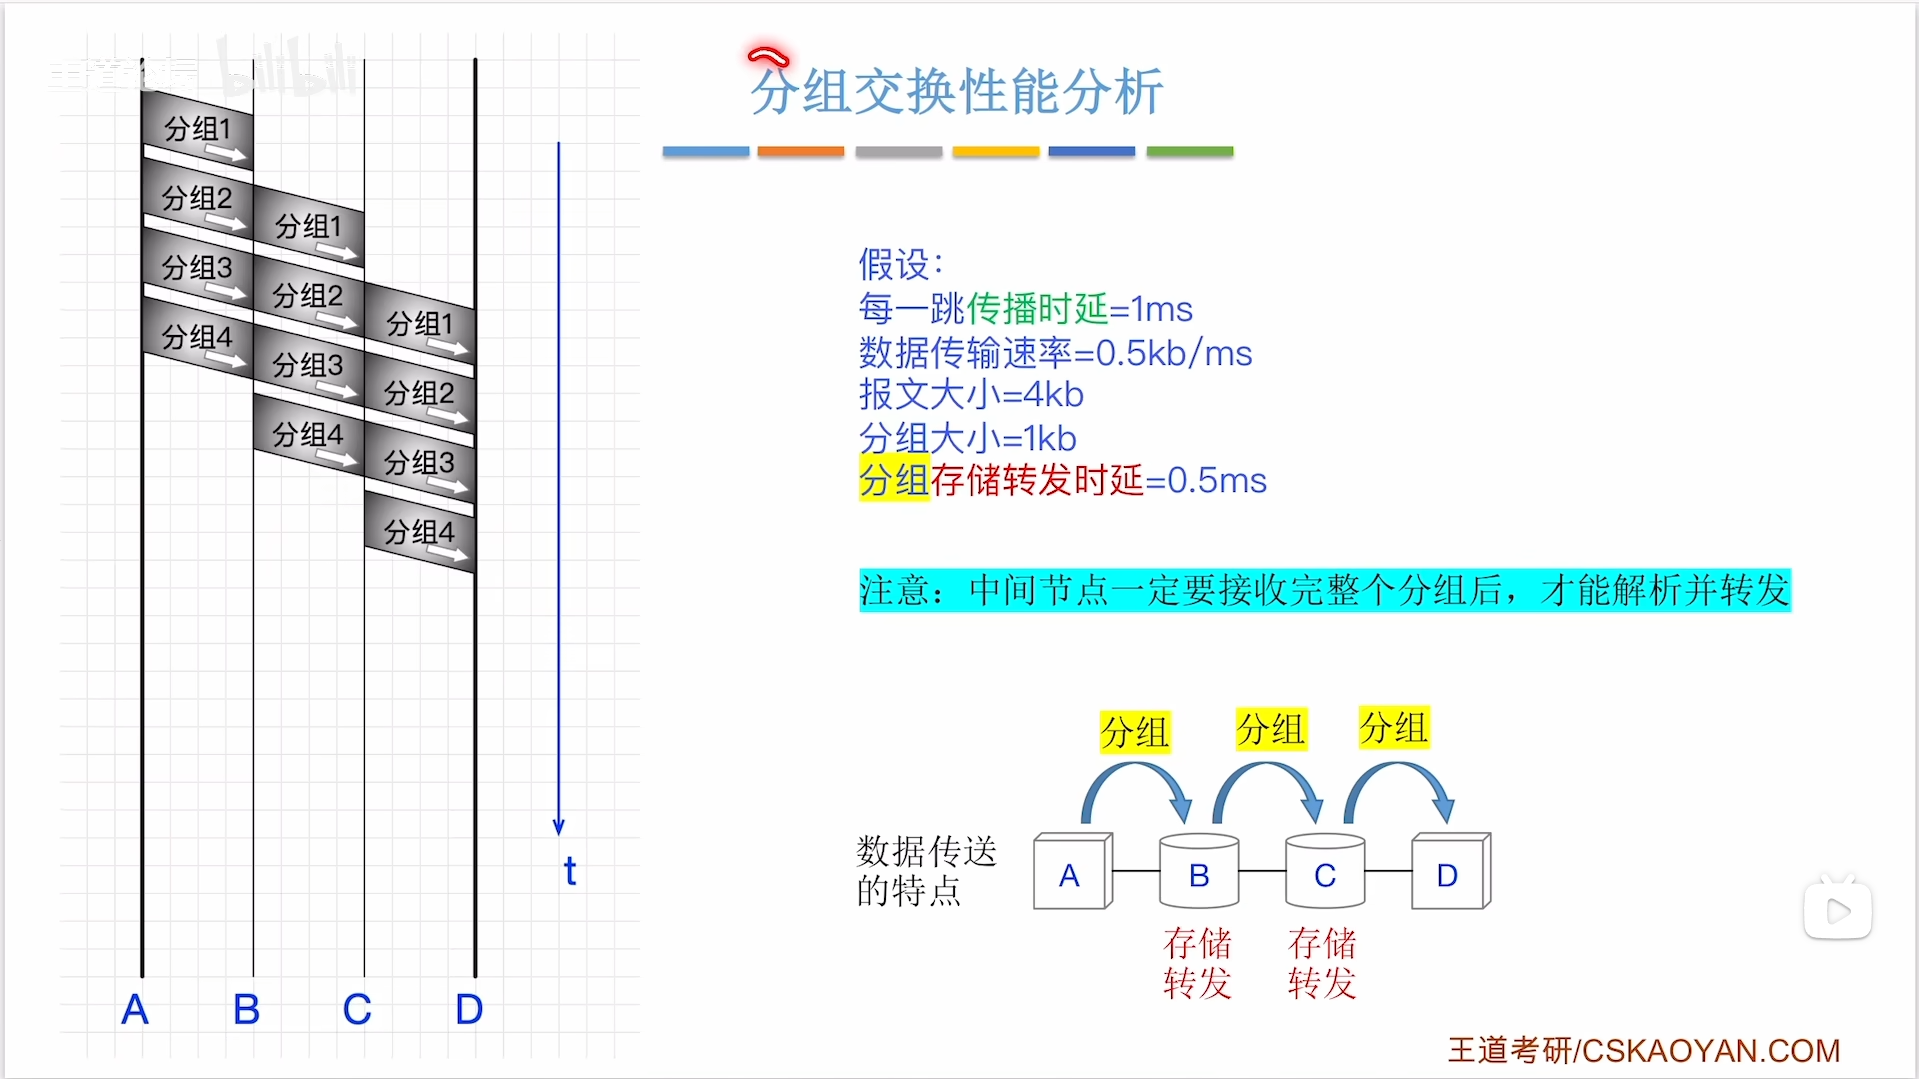 王道论坛 bilibili
分组交换性能分析
分组1
分组2
分组1
分组3
分组2
分组1
分组4
分组3
分组2
分组4
分组3
分组4
t
A B C D
假设：
每一跳传播时延=1ms
数据传输速率=0.5kb/ms
报文大小=4kb
分组大小=1kb
分组存储转发时延=0.5ms
注意：中间节点一定要接收完整个分组后，才能解析并转发
分组 分组 分组
数据传送
的特点
A B C D
存储 存储
转发 转发
王道考研/CSKAOYAN.COM